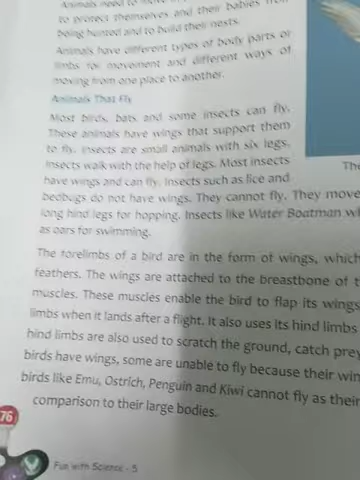 Animals need to move in
to protect themselves and their babies from
being hunted and to build their nests.
Animals have different types of body parts or
limbs for movement and different ways of
moving from one place to another.
Animals That Fly
Most birds, bats and some insects can fly.
These animals have wings that support them
to fly. Insects are small animals with six legs.
Insects walk with the help of legs. Most insects
have wings and can fly. Insects such as lice and
bedbugs do not have wings. They cannot fly. They move
long hind legs for hopping. Insects like Water Boatman
as oars for swimming.
The forelimbs of a bird are in the form of wings, which
feathers. The wings are attached to the breastbone of
muscles. These muscles enable the bird to flap its wings
limbs when it lands after a flight. It also uses its hind limbs
hind limbs are also used to scratch the ground, catch prey
birds have wings, some are unable to fly because their
birds like Emu, Ostrich, Penguin and Kiwi cannot fly as their
comparison to their large bodies.
76
Fun with Science - 5